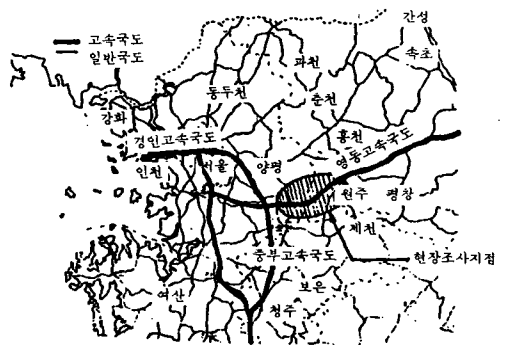 간성
고속국도
일반국도
속초
파천
동두천
춘천
강화
홍천
경인고속국도
영동고속국도
인천
서울
양평
원주
평창
제천
중부고속국도
현장조사지점
여산
보은
청주